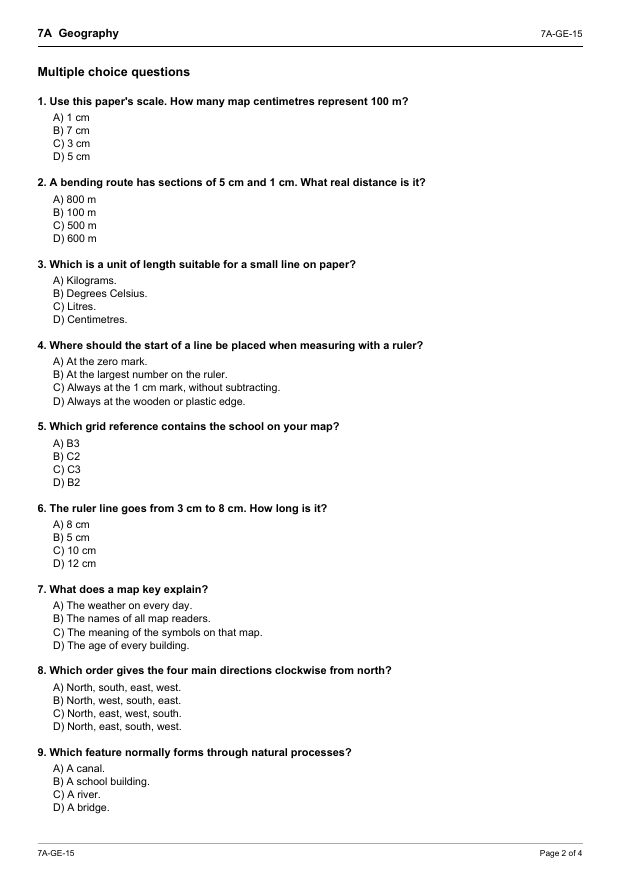 7A Geography
7A-GE-15
Multiple choice questions
1. Use this paper's scale. How many map centimetres represent 100 m?
A) 1 cm
B) 7 cm
C) 3 cm
D) 5 cm
2. A bending route has sections of 5 cm and 1 cm. What real distance is it?
A) 800 m
B) 100 m
C) 500 m
D) 600 m
3. Which is a unit of length suitable for a small line on paper?
A) Kilograms.
B) Degrees Celsius.
C) Litres.
D) Centimetres.
4. Where should the start of a line be placed when measuring with a ruler?
A) At the zero mark.
B) At the largest number on the ruler.
C) Always at the 1 cm mark, without subtracting.
D) Always at the wooden or plastic edge.
5. Which grid reference contains the school on your map?
A) B3
B) C2
C) C3
D) B2
6. The ruler line goes from 3 cm to 8 cm. How long is it?
A) 8 cm
B) 5 cm
C) 10 cm
D) 12 cm
7. What does a map key explain?
A) The weather on every day.
B) The names of all map readers.
C) The meaning of the symbols on that map.
D) The age of every building.
8. Which order gives the four main directions clockwise from north?
A) North, south, east, west.
B) North, west, south, east.
C) North, east, west, south.
D) North, east, south, west.
9. Which feature normally forms through natural processes?
A) A canal.
B) A school building.
C) A river.
D) A bridge.
7A-GE-15
Page 2 of 4